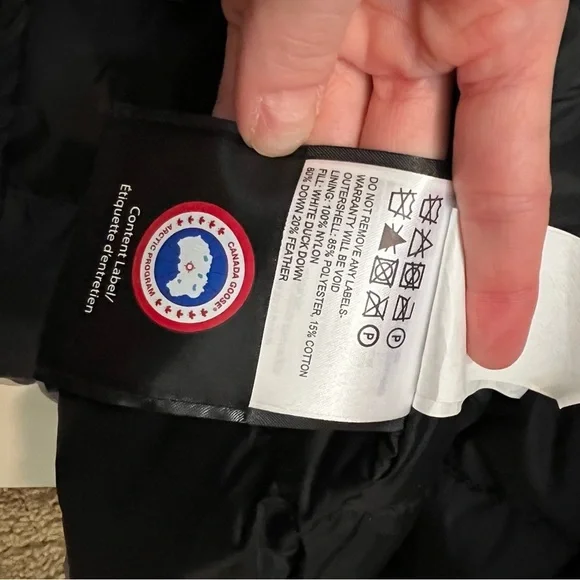 Content Label/
Étiquette d'entretien
CANADA GOOSE®
ARCTIC PROGRAM
P
P
DO NOT REMOVE ANY LABELS-
WARRANTY WILL BE VOID
OUTERSHELL: 85% POLYESTER, 15% COTTON
LINING: 100% NYLON
FILL: WHITE DUCK DOWN
80% DOWN 20% FEATHER